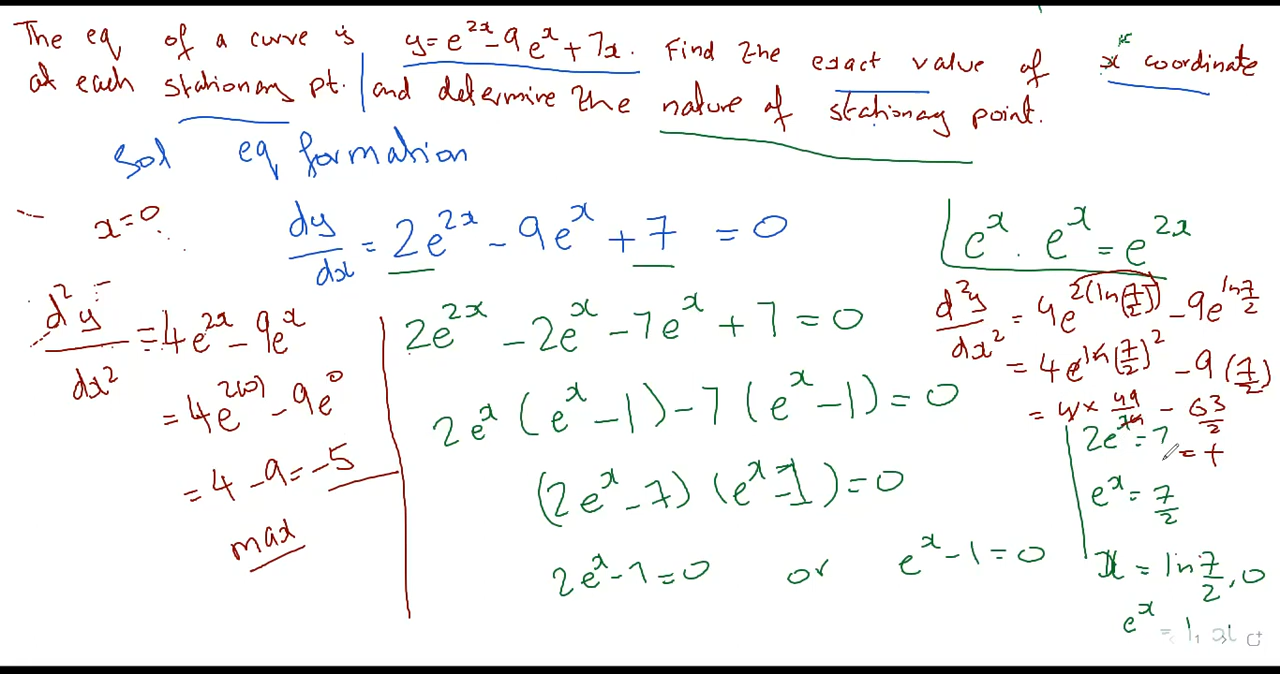 The eq of a curve is y=e^{2x}-9e^x+7x. Find the exact value of x coordinate
at each stationary pt. and determine the nature of stationary point.
Sol eq formation
x=0
dy/dx = 2e^{2x} - 9e^x + 7 = 0
e^x . e^x = e^{2x}
d²y/dx² = 4e^{2x} - 9e^x
= 4e^{2(0)} - 9e^0
= 4 - 9 = -5
max
2e^{2x} - 2e^x - 7e^x + 7 = 0
2e^x (e^x - 1) - 7 (e^x - 1) = 0
(2e^x - 7) (e^x - 1) = 0
2e^x - 7 = 0 or e^x - 1 = 0
d²y/dx² = 4e^{2(ln(7/2))} - 9e^{ln 7/2}
= 4e^{ln(7/2)^2} - 9(7/2)
= 4 × 49/4 - 63/2
= +
2e^x = 7
e^x = 7/2
x = ln 7/2, 0
e^x = 1,